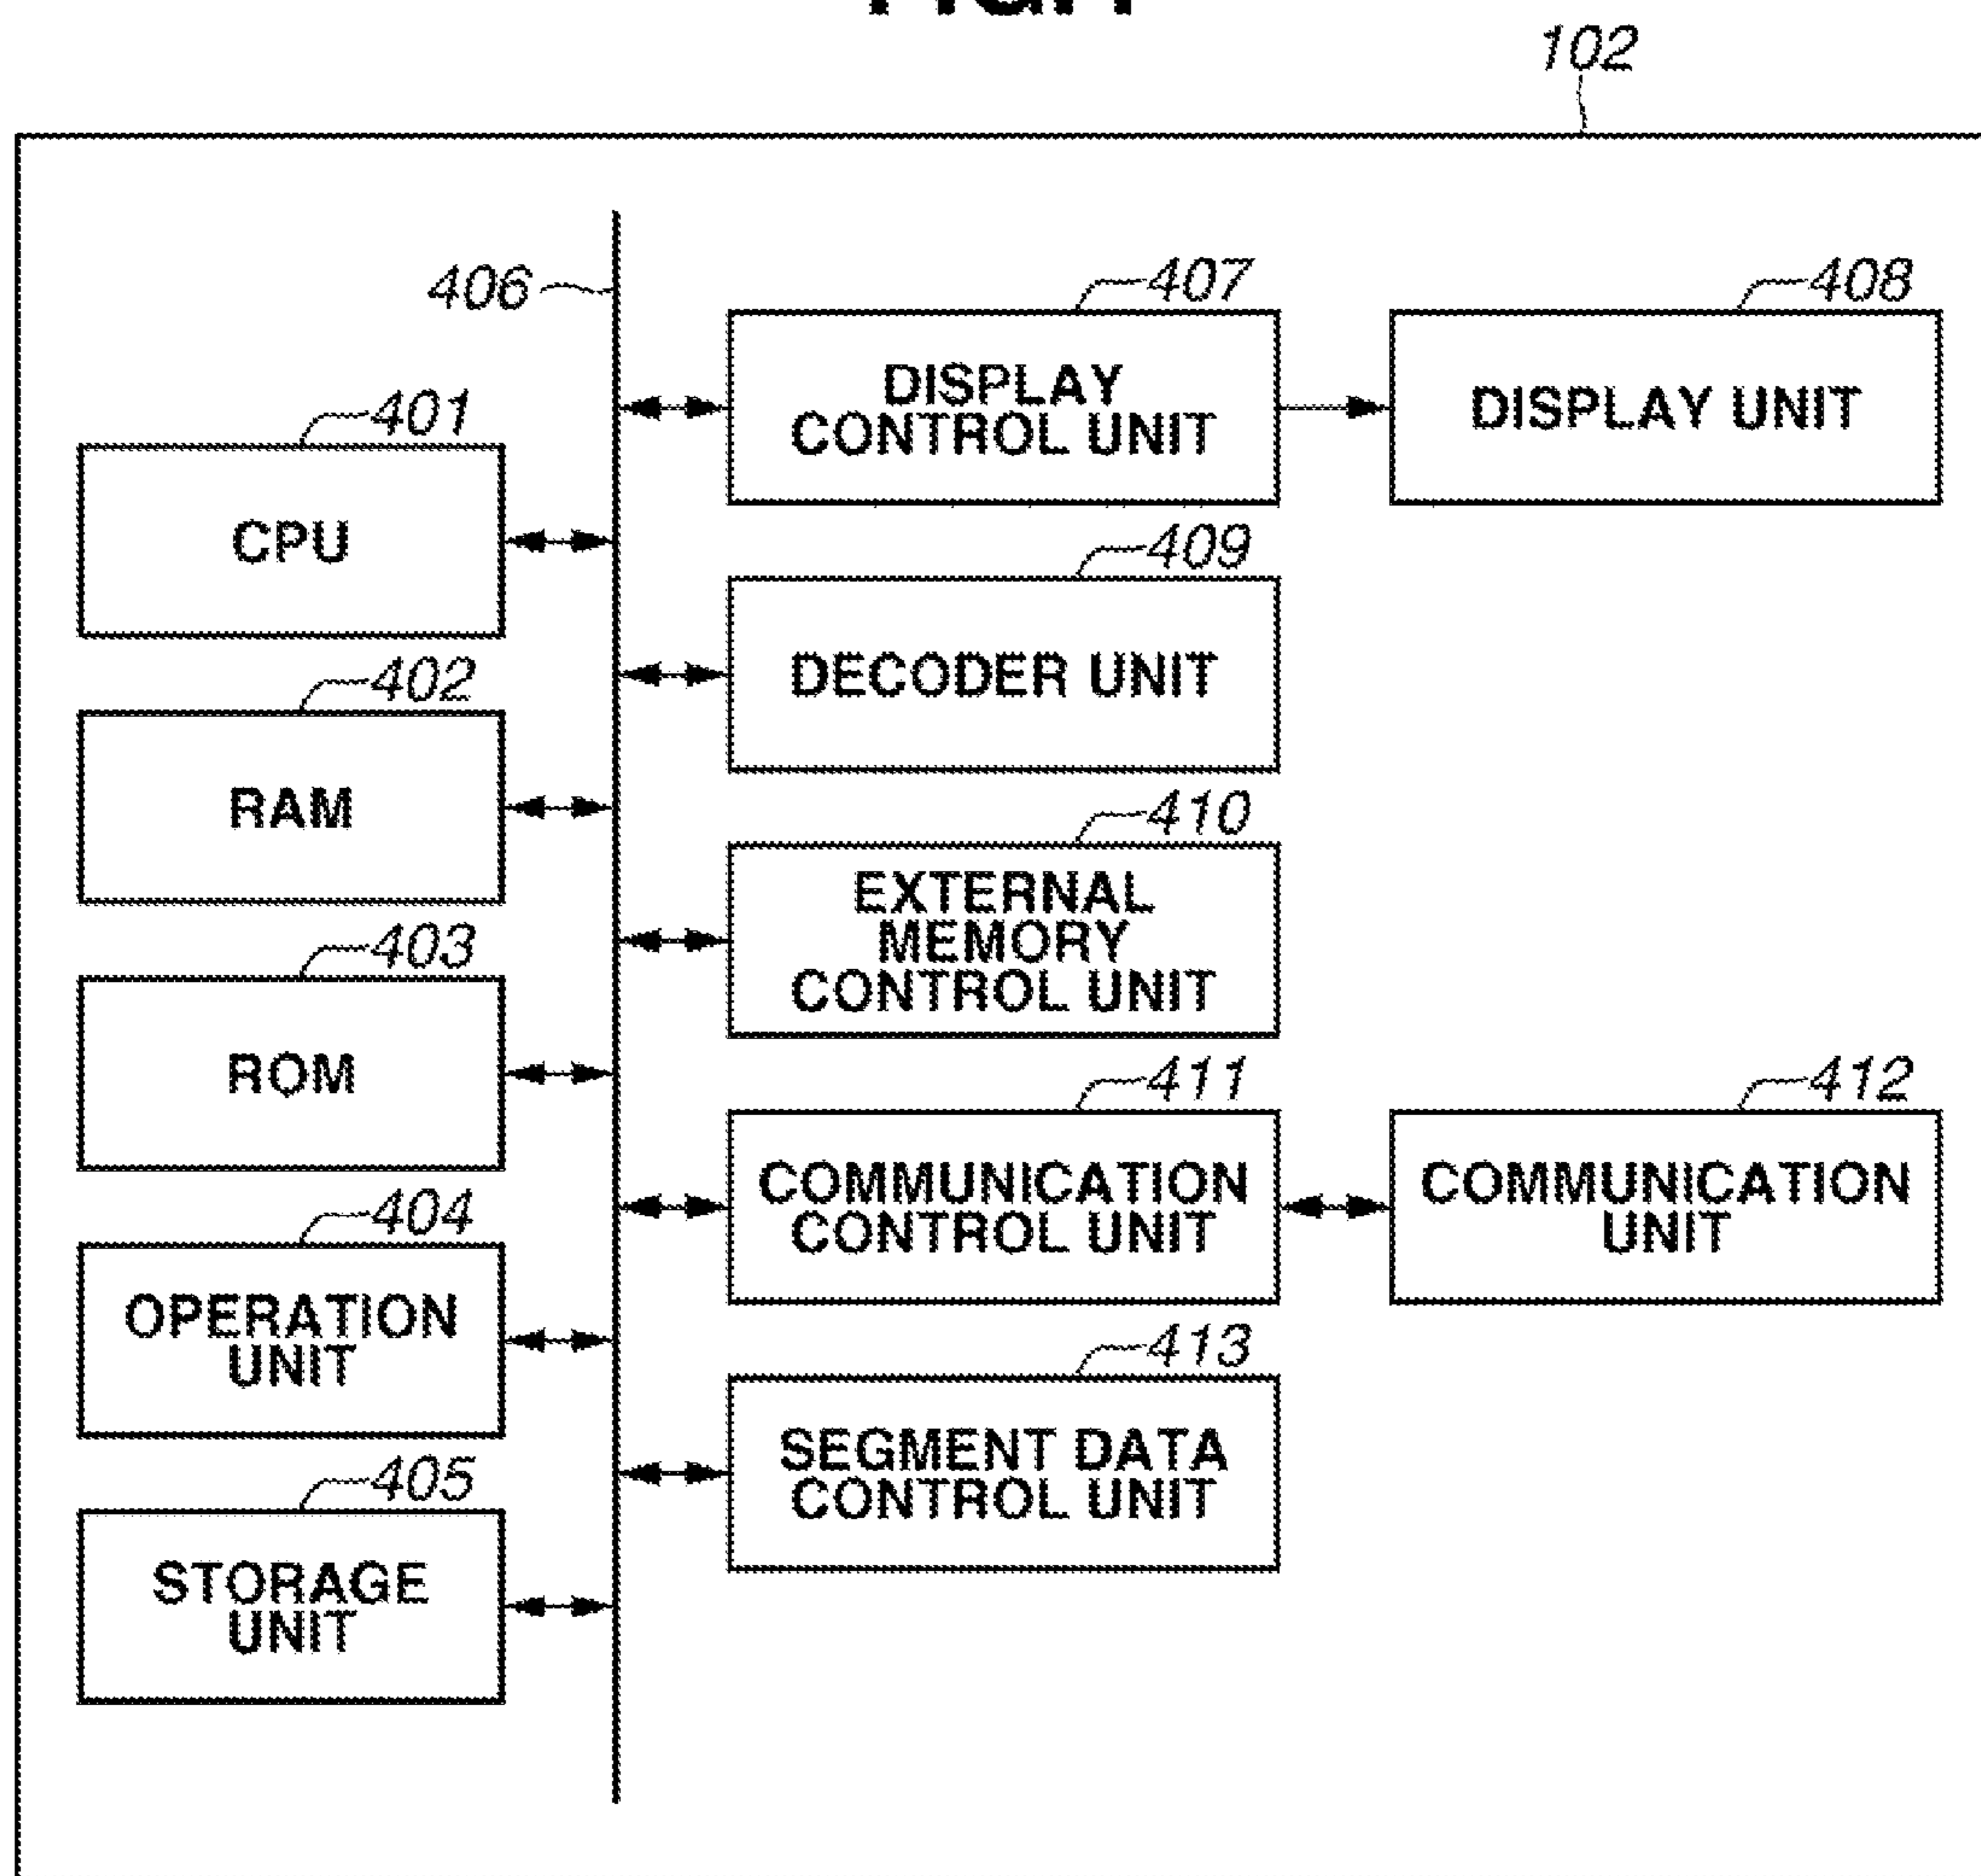 102
406
407
DISPLAY
CONTROL UNIT
408
DISPLAY UNIT
401
CPU
409
DECODER UNIT
402
RAM
410
EXTERNAL
MEMORY
CONTROL UNIT
403
ROM
411
COMMUNICATION
CONTROL UNIT
412
COMMUNICATION
UNIT
404
OPERATION
UNIT
413
SEGMENT DATA
CONTROL UNIT
405
STORAGE
UNIT